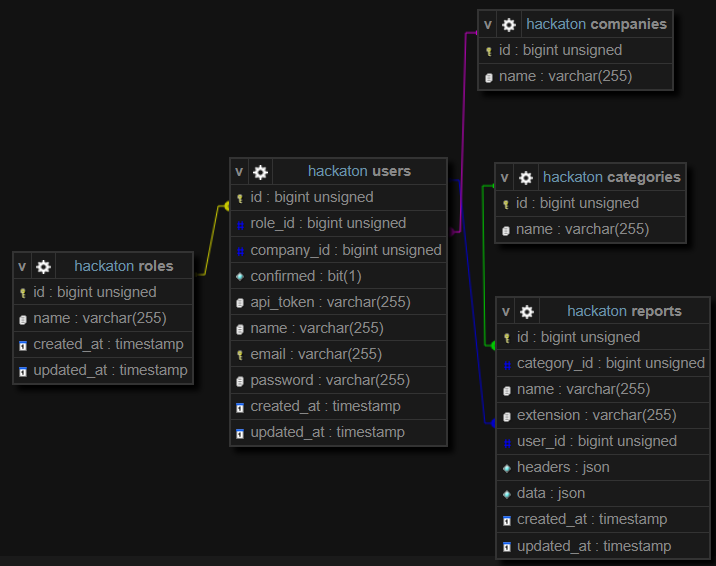 v hackaton companies
id : bigint unsigned
name : varchar(255)
v hackaton users
id : bigint unsigned
role_id : bigint unsigned
company_id : bigint unsigned
confirmed : bit(1)
api_token : varchar(255)
name : varchar(255)
email : varchar(255)
password : varchar(255)
created_at : timestamp
updated_at : timestamp
v hackaton categories
id : bigint unsigned
name : varchar(255)
v hackaton roles
id : bigint unsigned
name : varchar(255)
created_at : timestamp
updated_at : timestamp
v hackaton reports
id : bigint unsigned
category_id : bigint unsigned
name : varchar(255)
extension : varchar(255)
user_id : bigint unsigned
headers : json
data : json
created_at : timestamp
updated_at : timestamp